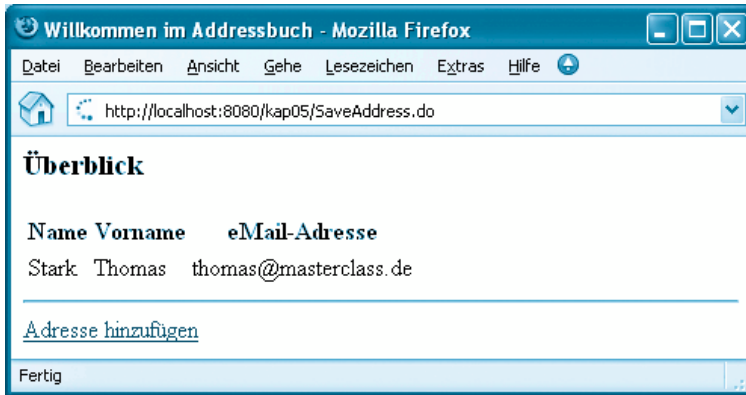 Willkommen im Addressbuch - Mozilla Firefox
Datei Bearbeiten Ansicht Gehe Lesezeichen Extras Hilfe
http://localhost:8080/kap05/SaveAddress.do
Überblick
Name Vorname eMail-Adresse
Stark Thomas thomas@masterclass.de
Adresse hinzufügen
Fertig